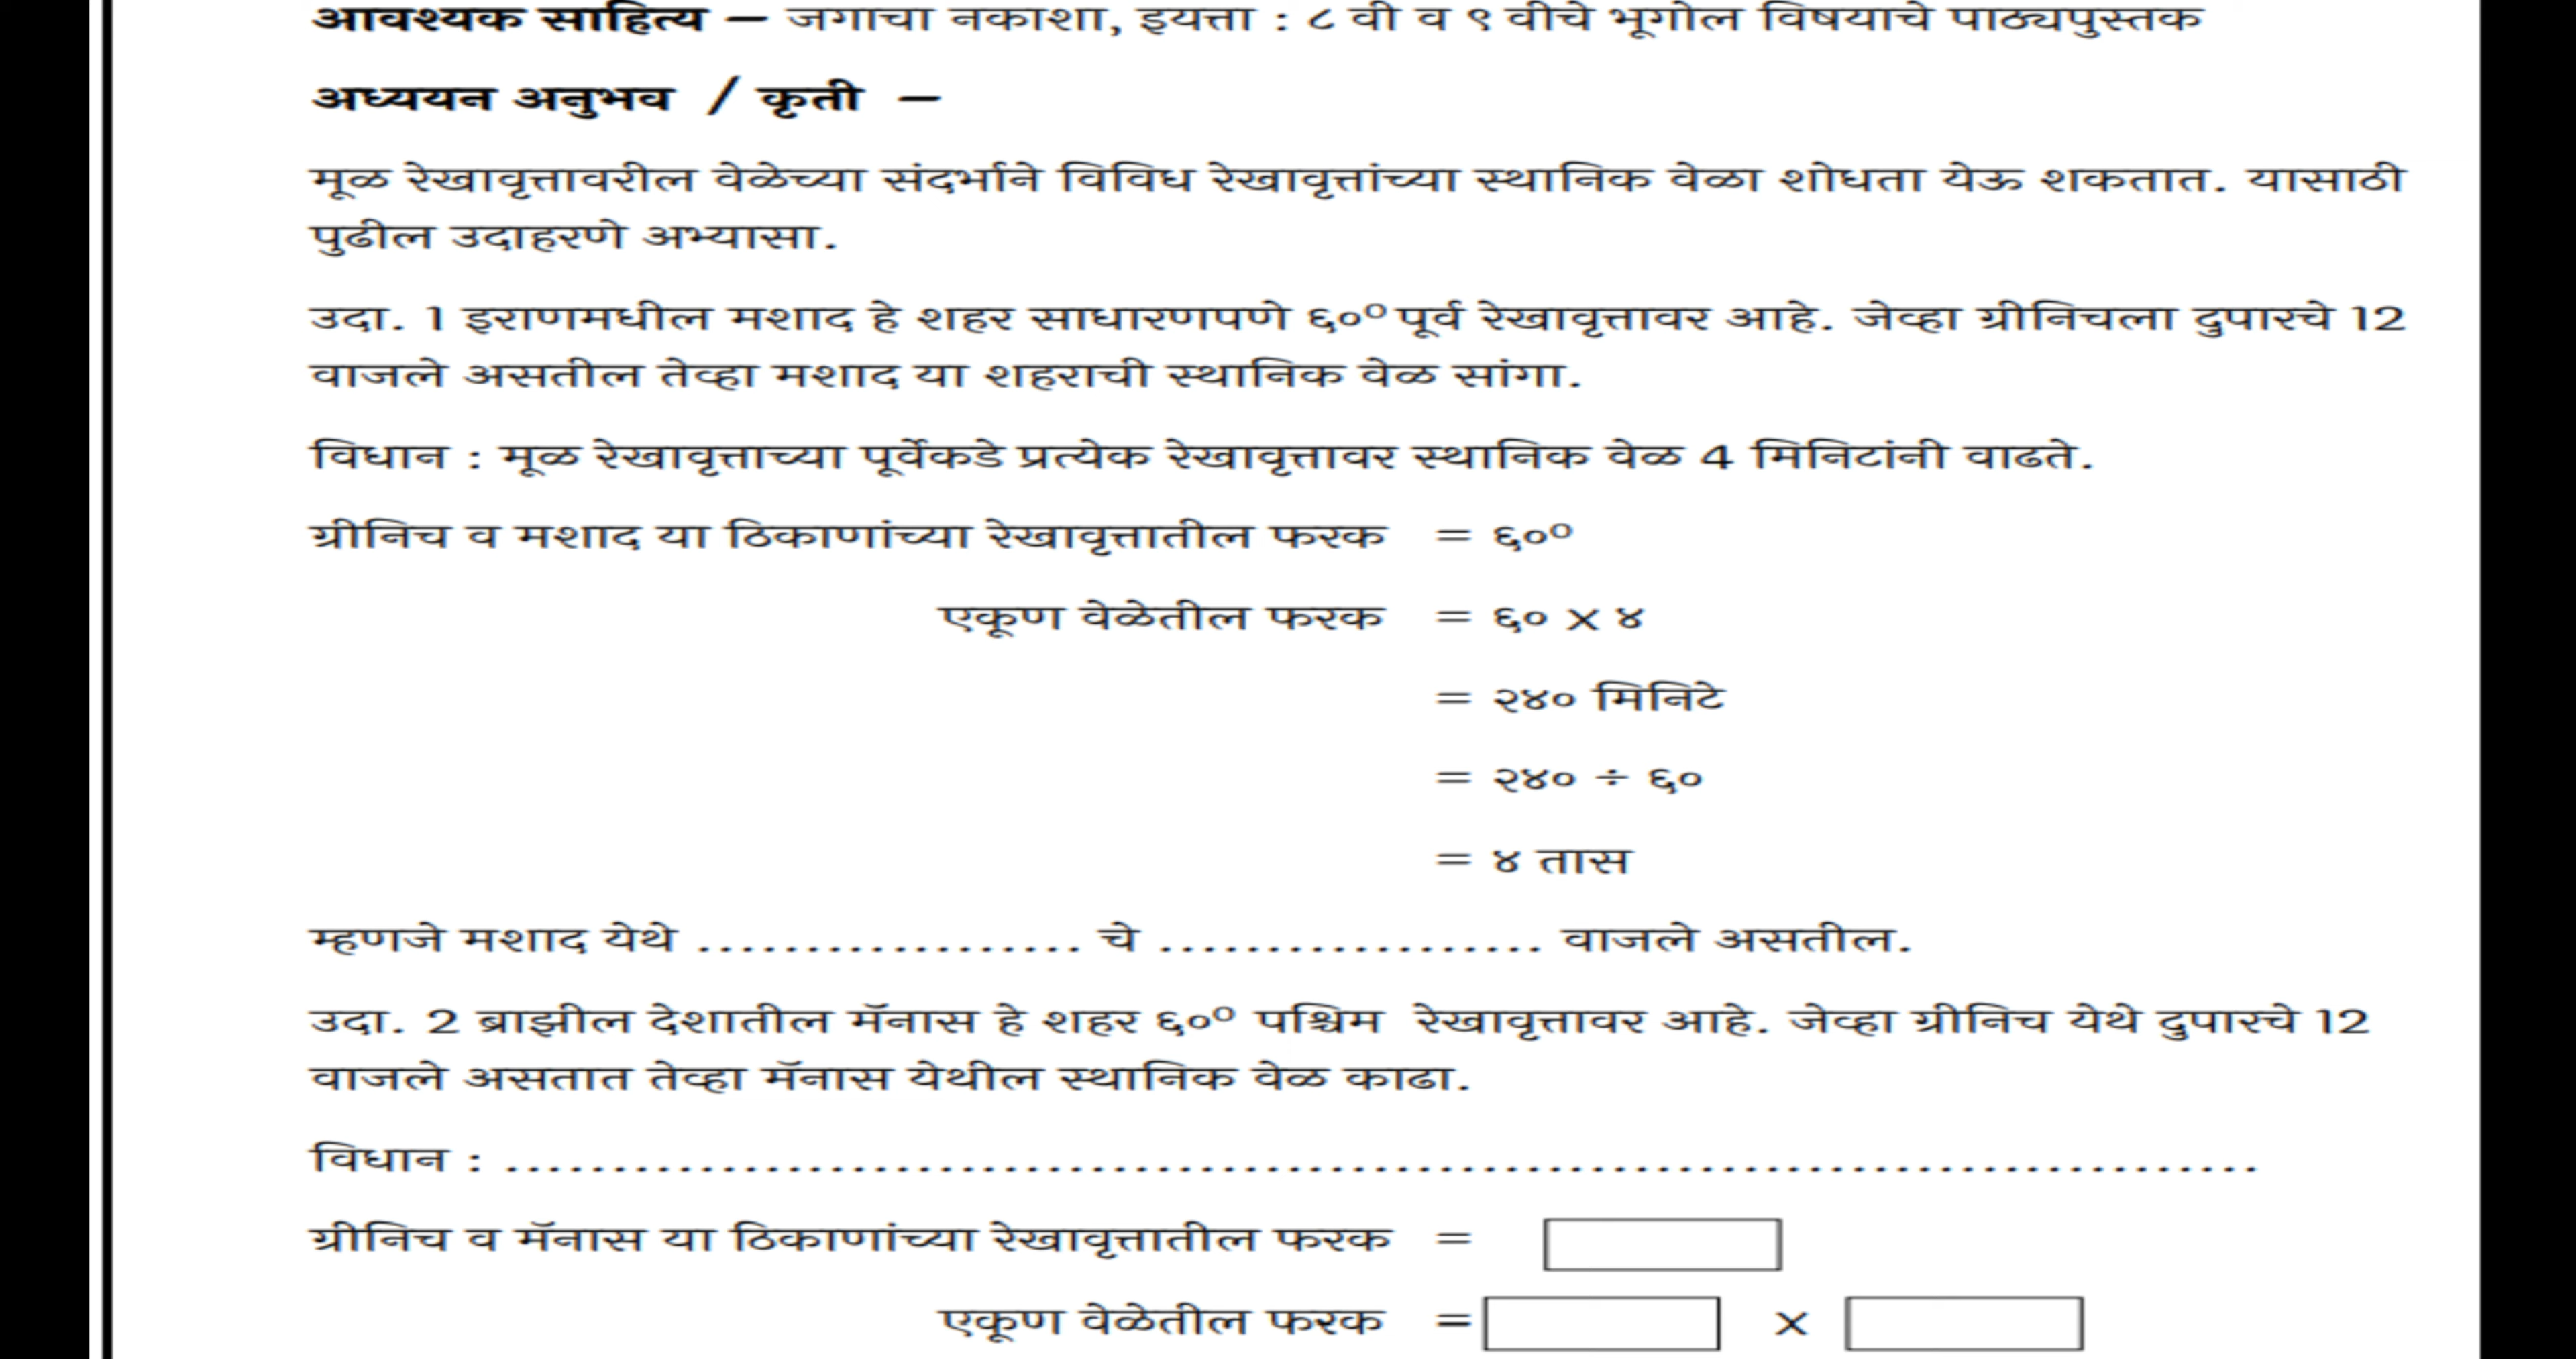 आवश्यक साहित्य – जगाचा नकाशा, इयत्ता : ८ वी व ९ वीचे भूगोल विषयाचे पाठ्यपुस्तक
अध्ययन अनुभव / कृती –
मूळ रेखावृत्तावरील वेळेच्या संदर्भाने विविध रेखावृत्तांच्या स्थानिक वेळा शोधता येऊ शकतात. यासाठी
पुढील उदाहरणे अभ्यासा.
उदा. 1 इराणमधील मशाद हे शहर साधारणपणे ६०⁰ पूर्व रेखावृत्तावर आहे. जेव्हा ग्रीनिचला दुपारचे 12
वाजले असतील तेव्हा मशाद या शहराची स्थानिक वेळ सांगा.
विधान : मूळ रेखावृत्ताच्या पूर्वेकडे प्रत्येक रेखावृत्तावर स्थानिक वेळ 4 मिनिटांनी वाढते.
ग्रीनिच व मशाद या ठिकाणांच्या रेखावृत्तातील फरक = ६०⁰
एकूण वेळेतील फरक = ६० x ४
= २४० मिनिटे
= २४० ÷ ६०
= ४ तास
म्हणजे मशाद येथे .................. चे .................. वाजले असतील.
उदा. 2 ब्राझील देशातील मॅनास हे शहर ६०⁰ पश्चिम रेखावृत्तावर आहे. जेव्हा ग्रीनिच येथे दुपारचे 12
वाजले असतात तेव्हा मॅनास येथील स्थानिक वेळ काढा.
विधान : ..................................................................................
ग्रीनिच व मॅनास या ठिकाणांच्या रेखावृत्तातील फरक =
एकूण वेळेतील फरक = x